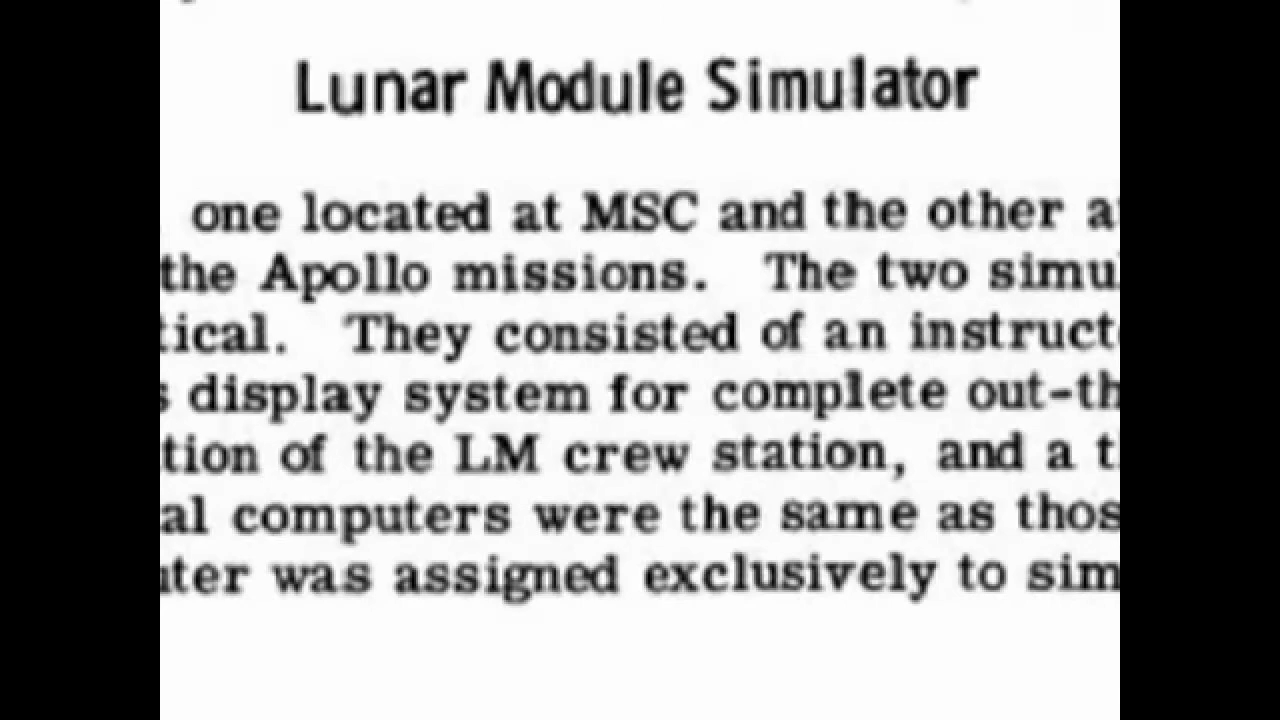 Lunar Module Simulator
one located at MSC and the other a
the Apollo missions. The two simul
tical. They consisted of an instruct
s display system for complete out-th
tion of the LM crew station, and a t
al computers were the same as thos
ter was assigned exclusively to sim